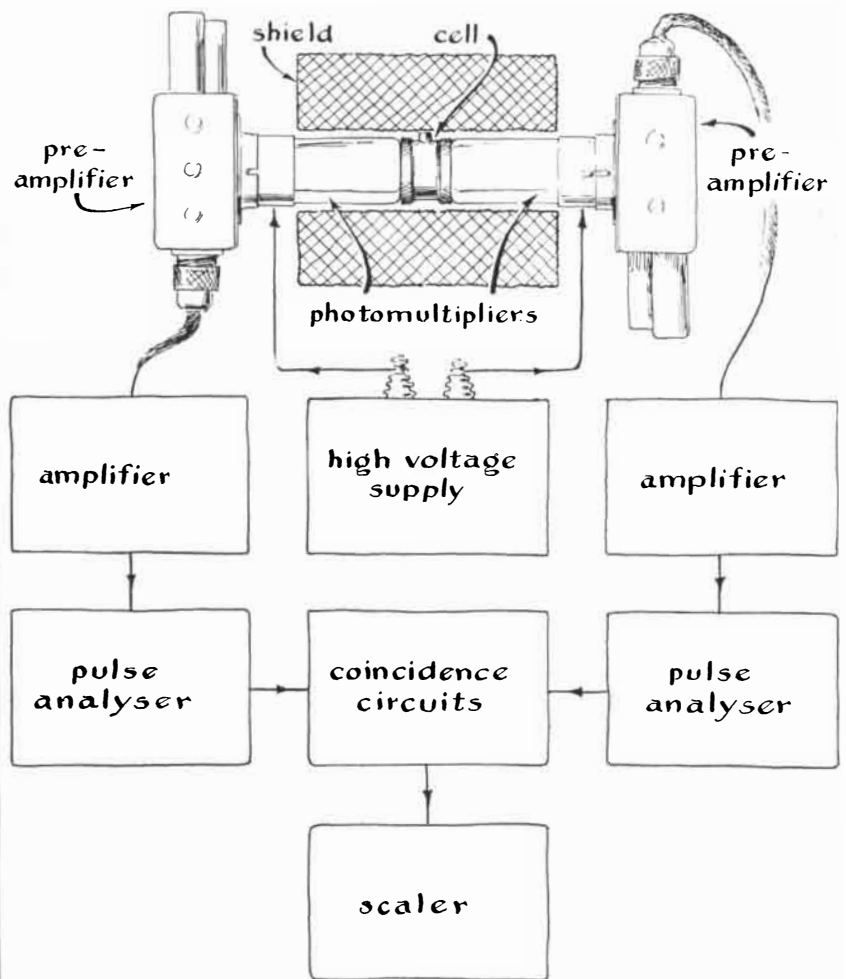 shield
cell
pre-
amplifier
pre-
amplifier
photomultipliers
amplifier
high voltage
supply
amplifier
pulse
analyser
coincidence
circuits
pulse
analyser
scaler